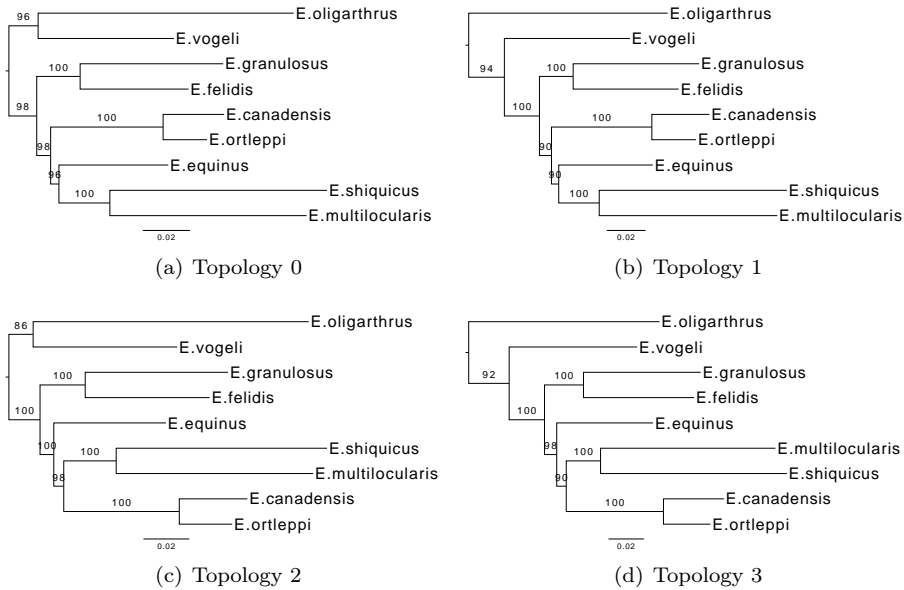 96
E.oligarthrus
E.vogeli
100
E.granulosus
98
E.felidis
100
E.canadensis
98
E.ortleppi
96
E.equinus
100
E.shiquicus
E.multilocularis
0.02
(a) Topology 0
E.oligarthrus
94
E.vogeli
100
E.granulosus
100
E.felidis
100
E.canadensis
90
E.ortleppi
90
E.equinus
100
E.shiquicus
E.multilocularis
0.02
(b) Topology 1
86
E.oligarthrus
E.vogeli
100
E.granulosus
100
E.felidis
100
E.equinus
100
E.shiquicus
98
E.multilocularis
100
E.canadensis
E.ortleppi
0.02
(c) Topology 2
E.oligarthrus
92
E.vogeli
100
E.granulosus
100
E.felidis
98
E.equinus
100
E.multilocularis
90
E.shiquicus
100
E.canadensis
E.ortleppi
0.02
(d) Topology 3